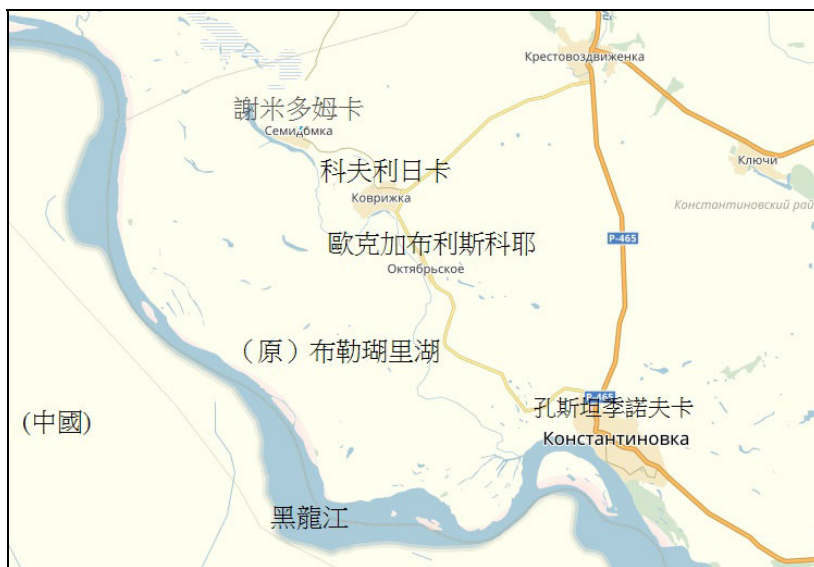 Крестовоздвиженка
謝米多姆卡
Семидомка
Ключи
科夫利日卡
Коврижка
Константиновский рай
Р-465
歐克加布利斯科耶
Октябрьское
（原）布勒瑚里湖
Р-465
(中國)
孔斯坦季諾夫卡
Константиновка
黑龍江